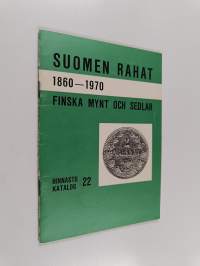 SUOMEN RAHAT
1860—1970
FINSKA MYNT OCH SEDLAR
HINNASTO
KATALOG 22